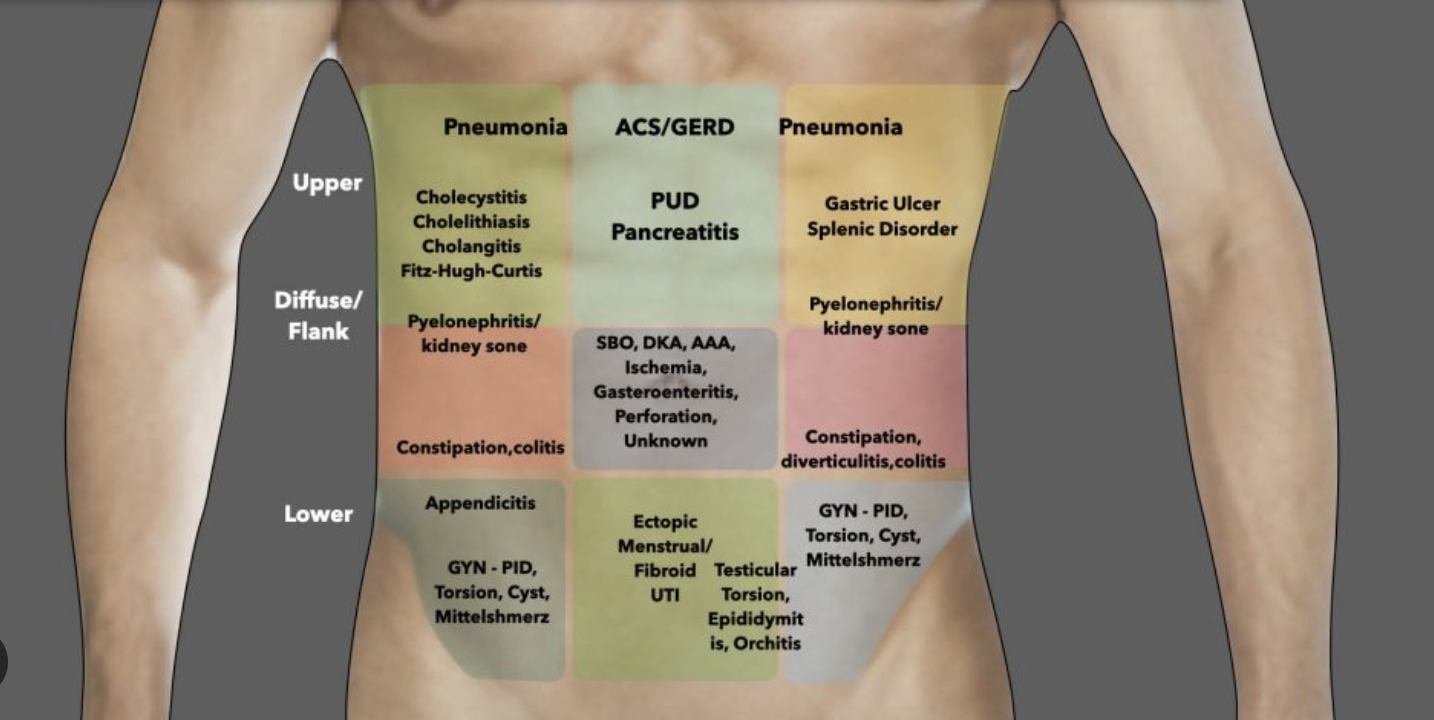 Pneumonia
ACS/GERD
Pneumonia
Upper
Cholecystitis
Cholelithiasis
Cholangitis
Fitz-Hugh-Curtis
PUD
Pancreatitis
Gastric Ulcer
Splenic Disorder
Diffuse/
Flank
Pyelonephritis/
kidney sone
SBO, DKA, AAA,
Ischemia,
Gasteroenteritis,
Perforation,
Unknown
Pyelonephritis/
kidney sone
Constipation,colitis
Constipation,
diverticulitis,colitis
Lower
Appendicitis
GYN - PID,
Torsion, Cyst,
Mittelshmerz
Ectopic
Menstrual/
Fibroid
UTI
Testicular
Torsion,
Epididymit
is, Orchitis
GYN - PID,
Torsion, Cyst,
Mittelshmerz